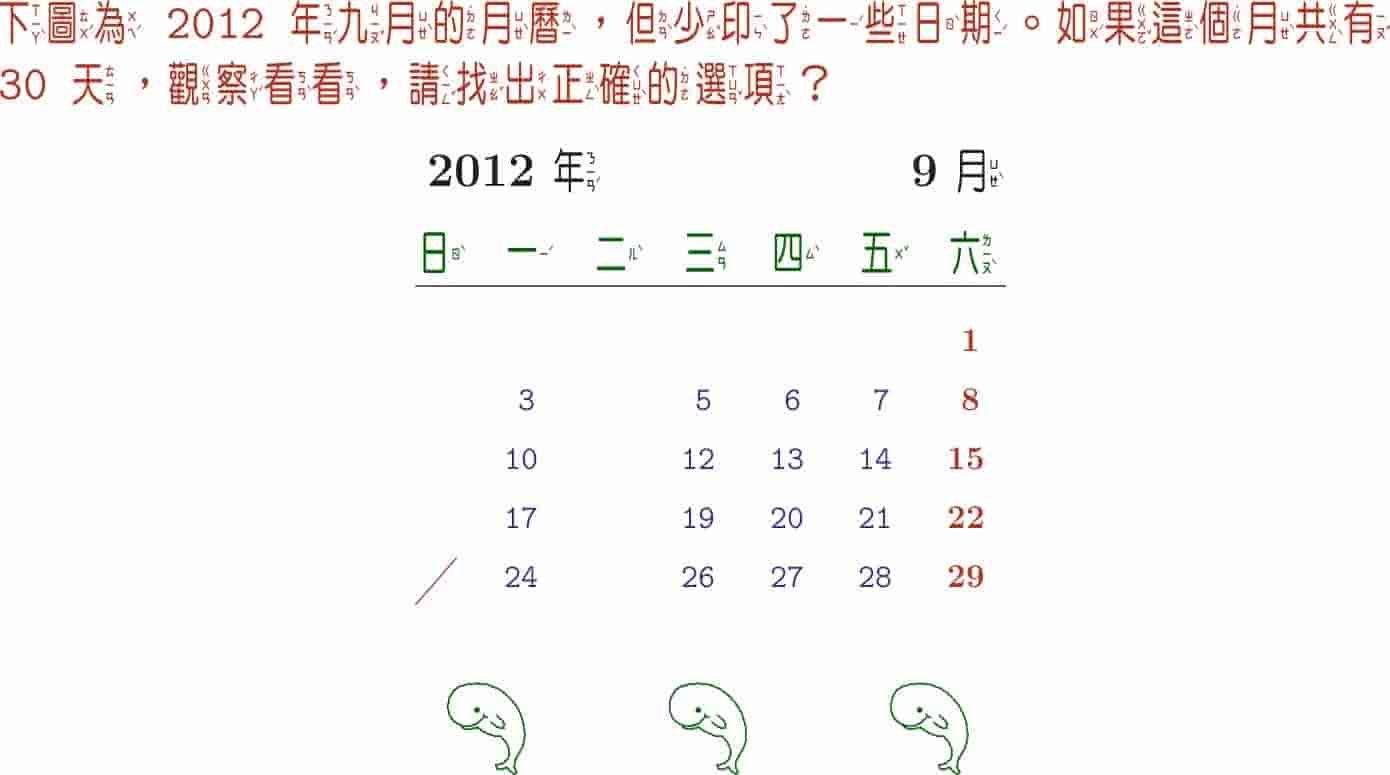 下圖為 2012 年九月的月曆，但少印了一些日期。如果這個月共有
30 天，觀察看看，請找出正確的選項？
2012 年 9 月
日 一 二 三 四 五 六
1
3 5 6 7 8
10 12 13 14 15
17 19 20 21 22
24 26 27 28 29